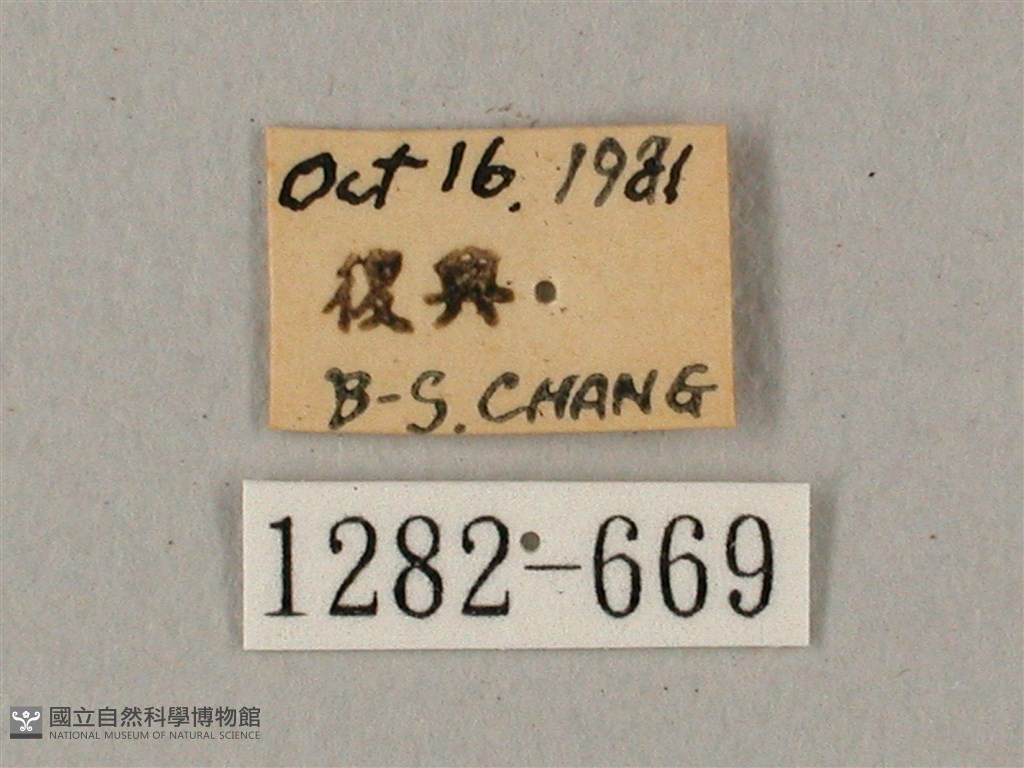 Oct 16. 1981
復興
B-S. CHANG
1282-669
國立自然科學博物館
NATIONAL MUSEUM OF NATURAL SCIENCE